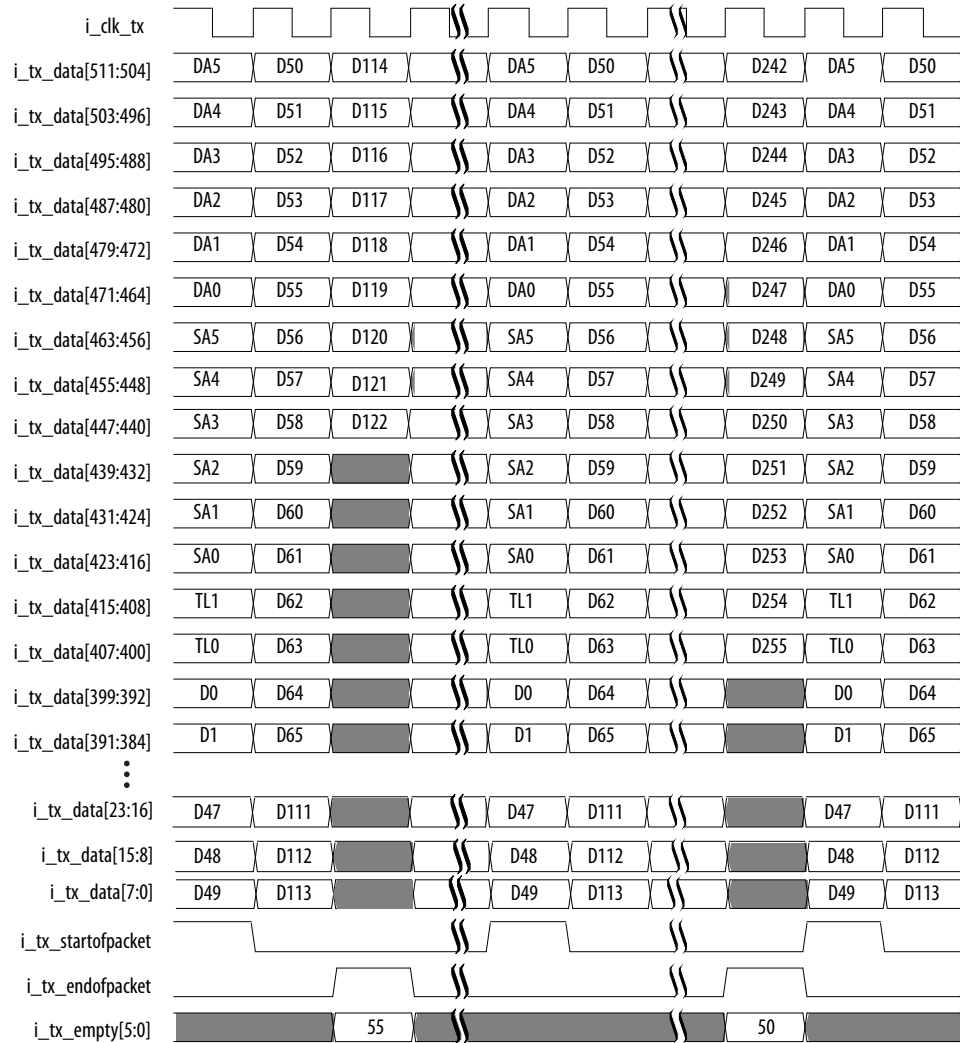 i_clk_tx
i_tx_data[511:504] DA5 D50 D114 DA5 D50 D242 DA5 D50
i_tx_data[503:496] DA4 D51 D115 DA4 D51 D243 DA4 D51
i_tx_data[495:488] DA3 D52 D116 DA3 D52 D244 DA3 D52
i_tx_data[487:480] DA2 D53 D117 DA2 D53 D245 DA2 D53
i_tx_data[479:472] DA1 D54 D118 DA1 D54 D246 DA1 D54
i_tx_data[471:464] DA0 D55 D119 DA0 D55 D247 DA0 D55
i_tx_data[463:456] SA5 D56 D120 SA5 D56 D248 SA5 D56
i_tx_data[455:448] SA4 D57 D121 SA4 D57 D249 SA4 D57
i_tx_data[447:440] SA3 D58 D122 SA3 D58 D250 SA3 D58
i_tx_data[439:432] SA2 D59 SA2 D59 D251 SA2 D59
i_tx_data[431:424] SA1 D60 SA1 D60 D252 SA1 D60
i_tx_data[423:416] SA0 D61 SA0 D61 D253 SA0 D61
i_tx_data[415:408] TL1 D62 TL1 D62 D254 TL1 D62
i_tx_data[407:400] TL0 D63 TL0 D63 D255 TL0 D63
i_tx_data[399:392] D0 D64 D0 D64 D0 D64
i_tx_data[391:384] D1 D65 D1 D65 D1 D65
i_tx_data[23:16] D47 D111 D47 D111 D47 D111
i_tx_data[15:8] D48 D112 D48 D112 D48 D112
i_tx_data[7:0] D49 D113 D49 D113 D49 D113
i_tx_startofpacket
i_tx_endofpacket
i_tx_empty[5:0] 55 50